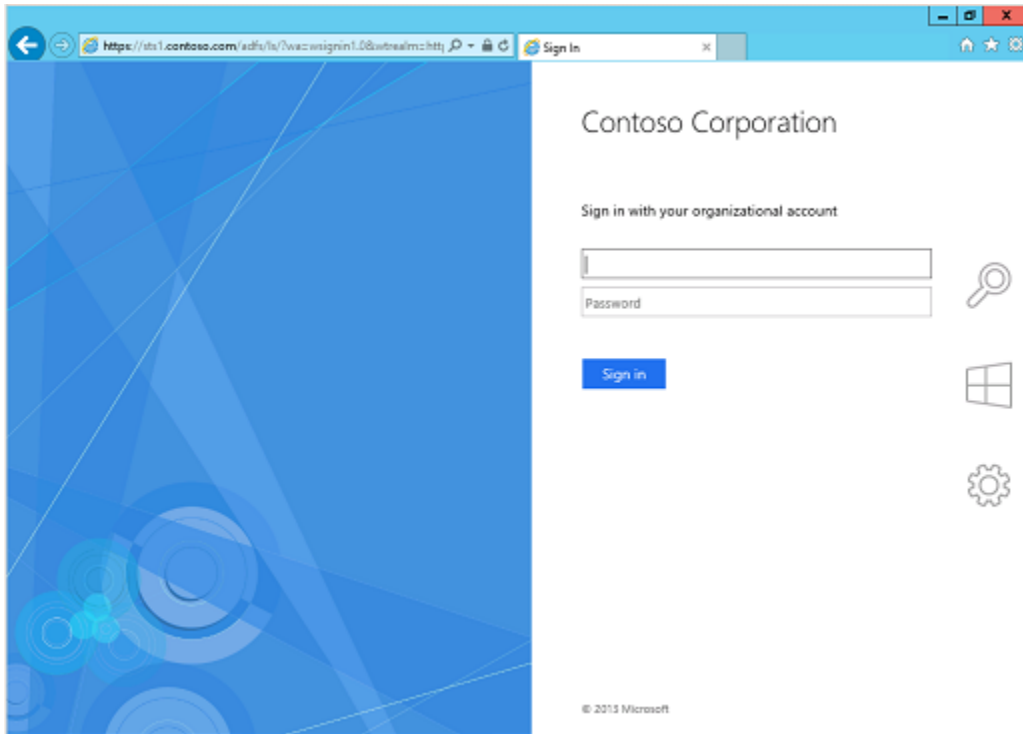 https://sts1.contoso.com/adfs/ls/?wa=wsignin1.0&wtrealm=htt
Sign In
Contoso Corporation
Sign in with your organizational account
Password
Sign in
© 2013 Microsoft